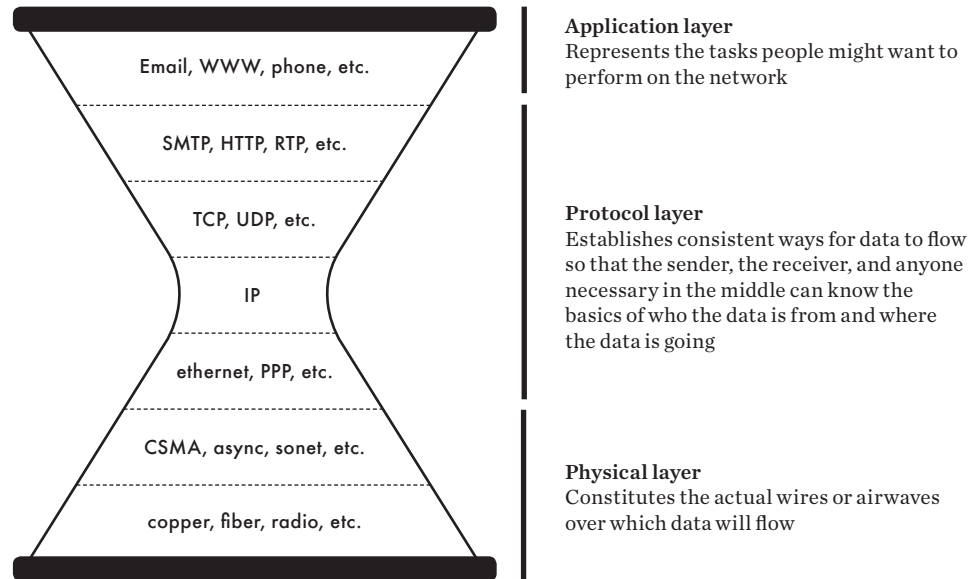 Email, WWW, phone, etc.
SMTP, HTTP, RTP, etc.
TCP, UDP, etc.
IP
ethernet, PPP, etc.
CSMA, async, sonet, etc.
copper, fiber, radio, etc.
Application layer
Represents the tasks people might want to
perform on the network
Protocol layer
Establishes consistent ways for data to flow
so that the sender, the receiver, and anyone
necessary in the middle can know the
basics of who the data is from and where
the data is going
Physical layer
Constitutes the actual wires or airwaves
over which data will flow